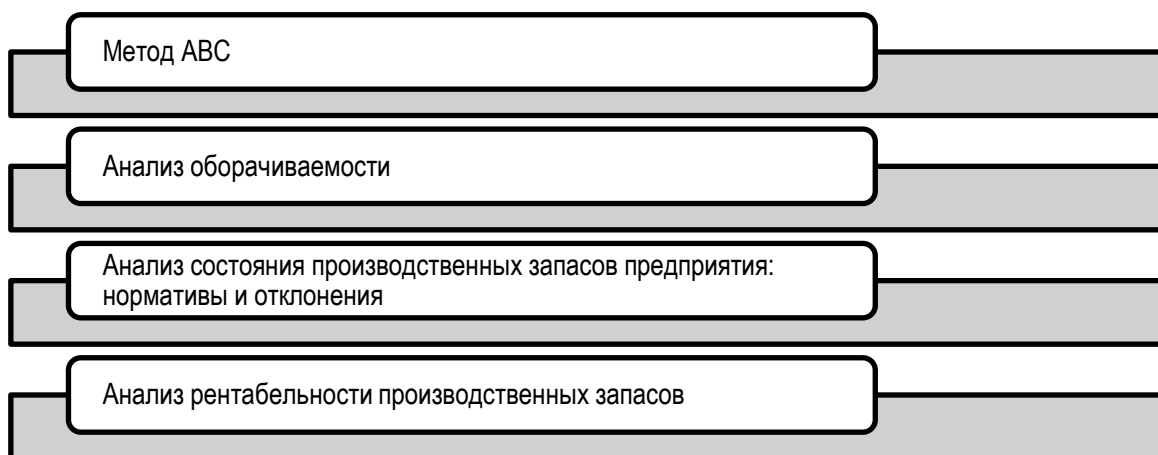 Метод АВС
Анализ оборачиваемости
Анализ состояния производственных запасов предприятия:
нормативы и отклонения
Анализ рентабельности производственных запасов